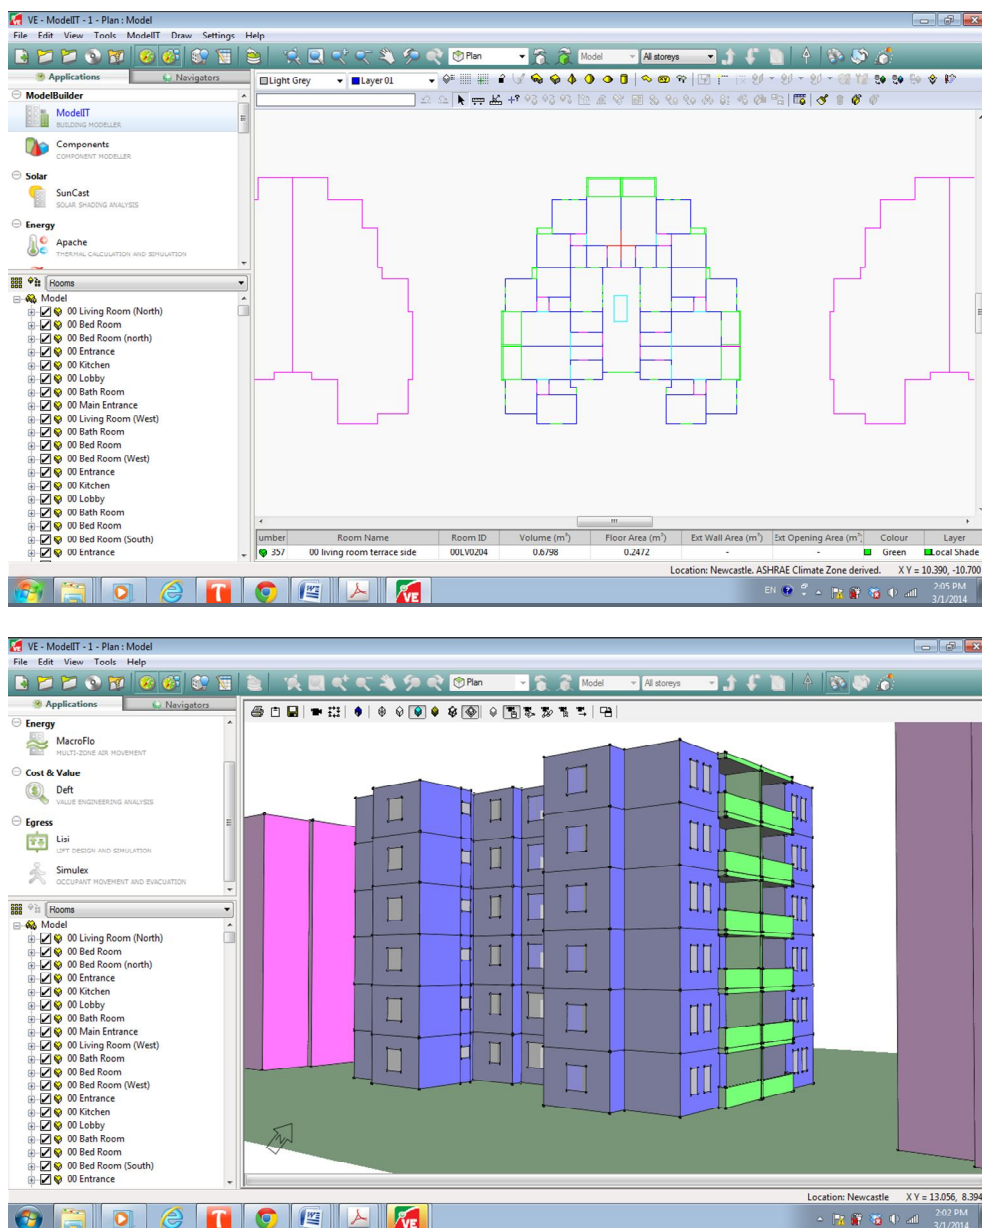 VE - ModelIT - 1 - Plan : Model
File Edit View Tools ModelIT Draw Settings Help
Plan Model All storeys
Applications Navigators
Light Grey Layer 01
ModelBuilder
ModelIT
BUILDING MODELLER
Components
COMPONENT MODELLER
Solar
SunCast
SOLAR SHADING ANALYSIS
Energy
Apache
THERMAL CALCULATION AND SIMULATION
Rooms
Model
00 Living Room (North)
00 Bed Room
00 Bed Room (north)
00 Entrance
00 Kitchen
00 Lobby
00 Bath Room
00 Main Entrance
00 Living Room (West)
00 Bath Room
00 Bed Room
00 Bed Room (West)
00 Entrance
00 Kitchen
00 Lobby
00 Bath Room
00 Bed Room
00 Bed Room (South)
00 Entrance
umber Room Name Room ID Volume (m³) Floor Area (m²) Ext Wall Area (m²) Ext Opening Area (m² Colour Layer
357 00 living room terrace side 00LV0204 0.6798 0.2472 - - Green Local Shade
Location: Newcastle. ASHRAE Climate Zone derived. X Y = 10.390, -10.700
EN 2:05 PM
3/1/2014
VE - ModelIT - 1 - Plan : Model
File Edit View Tools Help
Plan Model All storeys
Applications Navigators
Energy
MacroFlo
MULTI-ZONE AIR MOVEMENT
Cost & Value
Deft
VALUE ENGINEERING ANALYSIS
Egress
Lisi
LIFT DESIGN AND SIMULATION
Simulex
OCCUPANT MOVEMENT AND EVACUATION
Rooms
Model
00 Living Room (North)
00 Bed Room
00 Bed Room (north)
00 Entrance
00 Kitchen
00 Lobby
00 Bath Room
00 Main Entrance
00 Living Room (West)
00 Bath Room
00 Bed Room
00 Bed Room (West)
00 Entrance
00 Kitchen
00 Lobby
00 Bath Room
00 Bed Room
00 Bed Room (South)
00 Entrance
Location: Newcastle X Y = 13.056, 8.394
2:02 PM
3/1/2014